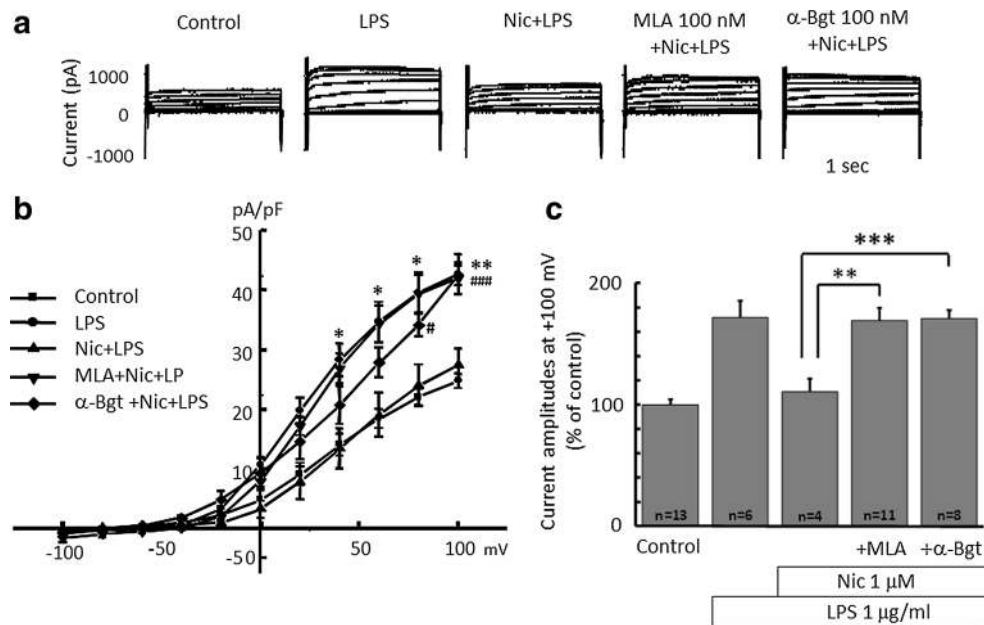 a
Control
LPS
Nic+LPS
MLA 100 nM
+Nic+LPS
α-Bgt 100 nM
+Nic+LPS
Current (pA)
1000
0
-1000
1 sec
b
pA/pF
50
40
30
20
10
-50
-100
-50
50
100
mV
Control
LPS
Nic+LPS
MLA+Nic+LP
α-Bgt +Nic+LPS
*
*
*
**
###
#
c
Current amplitudes at +100 mV
(% of control)
200
100
0
***
**
n=13
n=6
n=4
n=11
n=8
Control
+MLA
+α-Bgt
Nic 1 μM
LPS 1 μg/ml